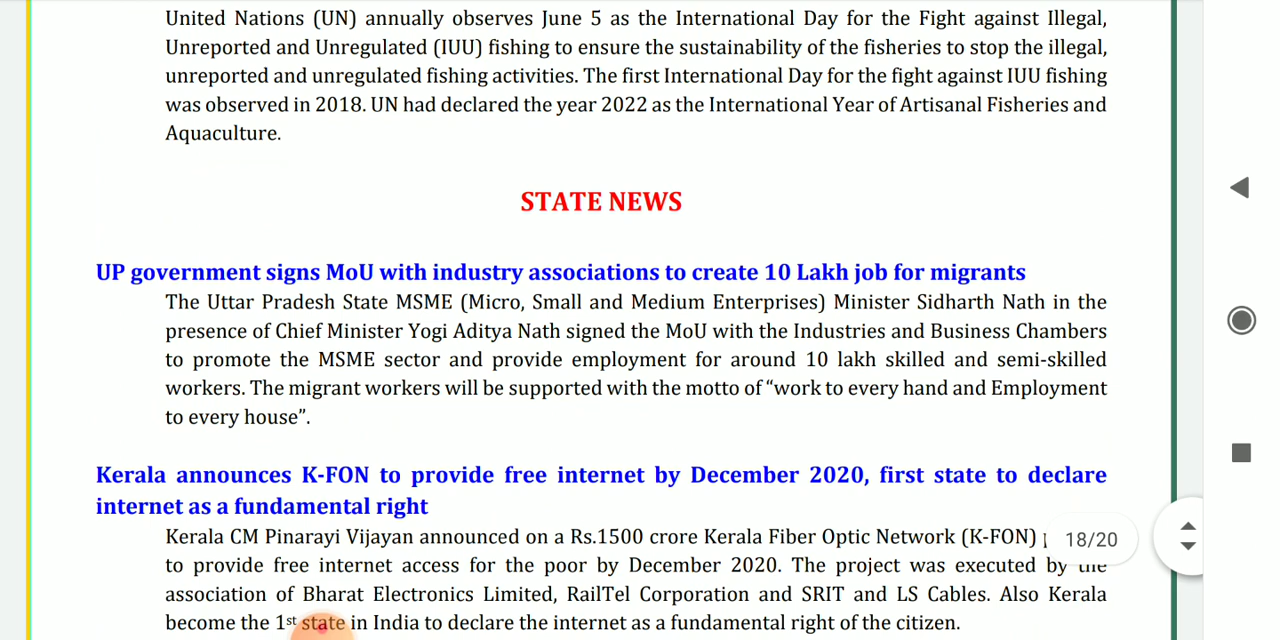 United Nations (UN) annually observes June 5 as the International Day for the Fight against Illegal,
Unreported and Unregulated (IUU) fishing to ensure the sustainability of the fisheries to stop the illegal,
unreported and unregulated fishing activities. The first International Day for the fight against IUU fishing
was observed in 2018. UN had declared the year 2022 as the International Year of Artisanal Fisheries and
Aquaculture.
STATE NEWS
UP government signs MoU with industry associations to create 10 Lakh job for migrants
The Uttar Pradesh State MSME (Micro, Small and Medium Enterprises) Minister Sidharth Nath in the
presence of Chief Minister Yogi Aditya Nath signed the MoU with the Industries and Business Chambers
to promote the MSME sector and provide employment for around 10 lakh skilled and semi-skilled
workers. The migrant workers will be supported with the motto of “work to every hand and Employment
to every house”.
Kerala announces K-FON to provide free internet by December 2020, first state to declare
internet as a fundamental right
Kerala CM Pinarayi Vijayan announced on a Rs.1500 crore Kerala Fiber Optic Network (K-FON)
18/20
to provide free internet access for the poor by December 2020. The project was executed by the
association of Bharat Electronics Limited, RailTel Corporation and SRIT and LS Cables. Also Kerala
become the 1st state in India to declare the internet as a fundamental right of the citizen.